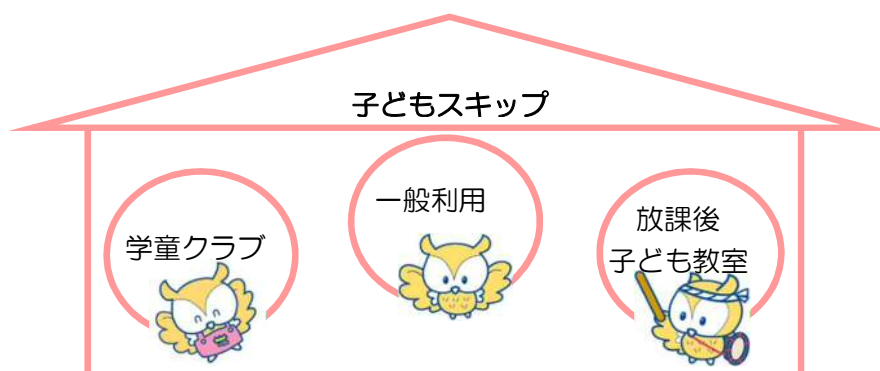 子どもスキップ
一般利用
学童クラブ
放課後
子ども教室